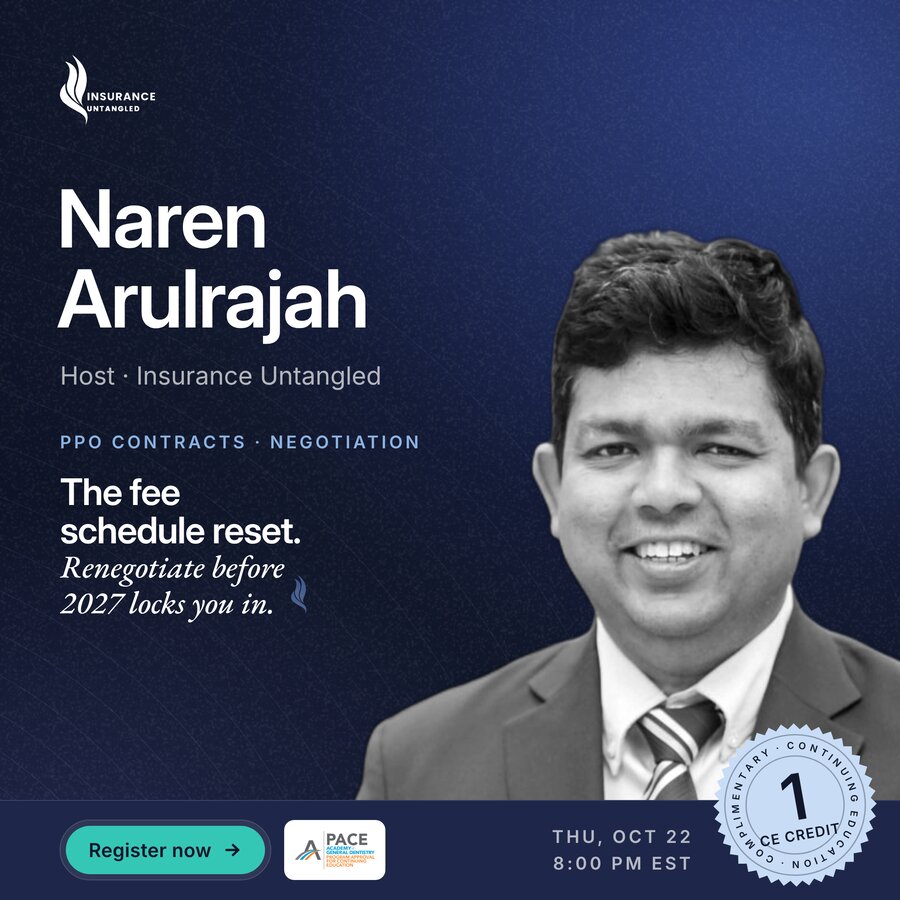 INSURANCE
UNTANGLED
Naren
Arulrajah
Host · Insurance Untangled
PPO CONTRACTS · NEGOTIATION
The fee
schedule reset.
Renegotiate before
2027 locks you in.
Register now →
PACE
ACADEMY of
GENERAL DENTISTRY
PROGRAM APPROVAL
FOR CONTINUING
EDUCATION
THU, OCT 22
8:00 PM EST
COMPLIMENTARY · CONTINUING EDUCATION ·
1
CE CREDIT